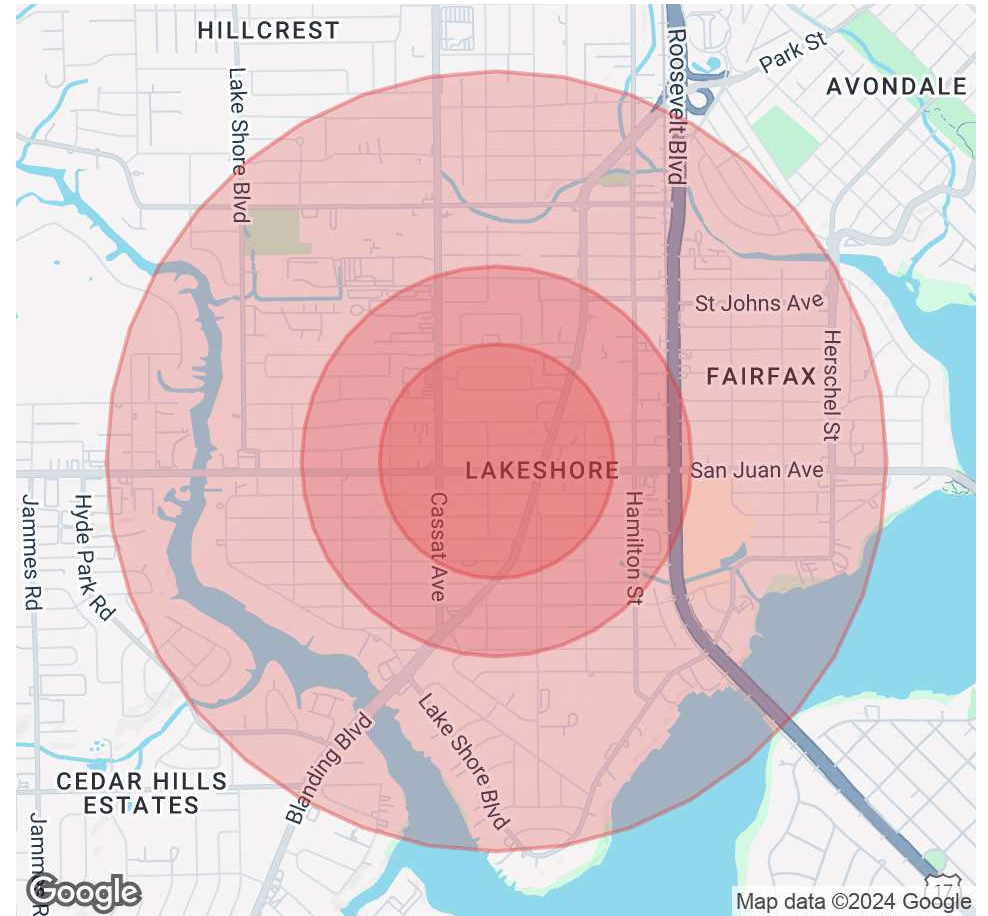 HILLCREST
Park St
AVONDALE
Roosevelt Blvd
Lake Shore Blvd
St Johns Ave
Herschel St
FAIRFAX
LAKESHORE
San Juan Ave
Cassat Ave
Hamilton St
Jammes Rd
Hyde Park Rd
Lake Shore Blvd
Blanding Blvd
CEDAR HILLS
ESTATES
17
Google
Map data ©2024 Google